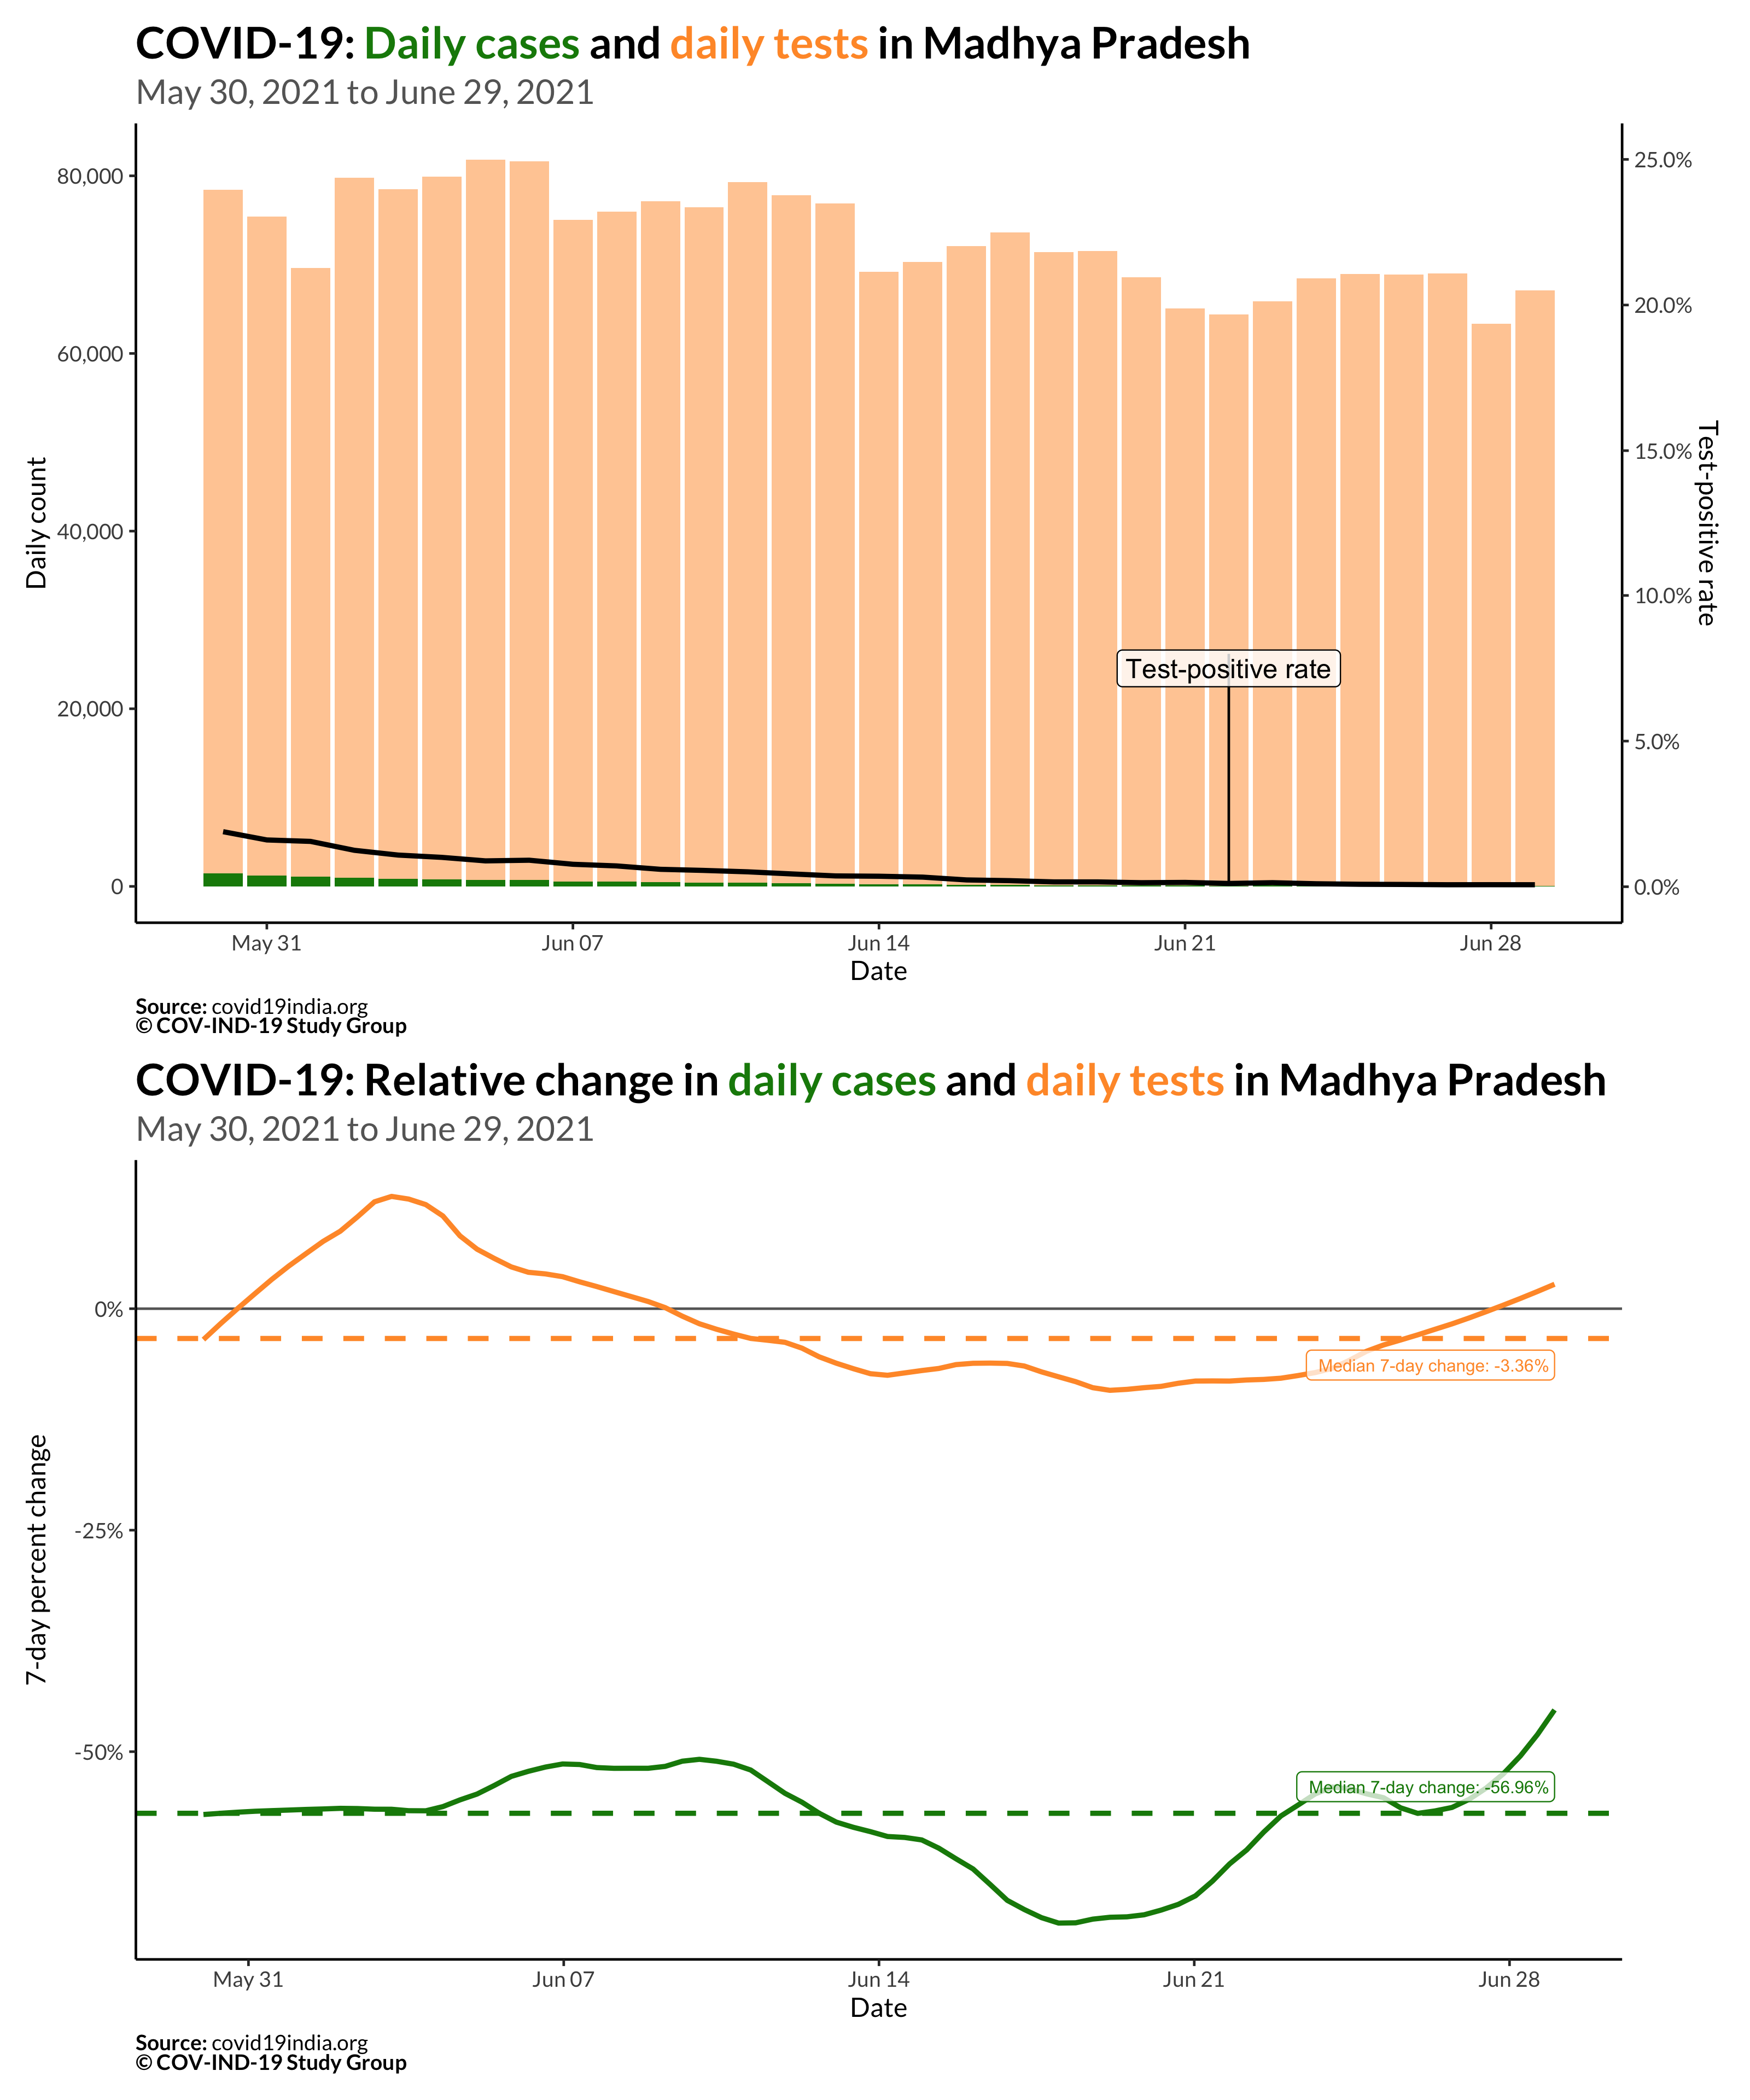 COVID-19: Daily cases and daily tests in Madhya Pradesh
May 30, 2021 to June 29, 2021
Daily count
80,000
60,000
40,000
20,000
0
25.0%
20.0%
15.0%
10.0%
5.0%
0.0%
Test-positive rate
Test-positive rate
May 31
Jun 07
Jun 14
Jun 21
Jun 28
Date
Source: covid19india.org
© COV-IND-19 Study Group
COVID-19: Relative change in daily cases and daily tests in Madhya Pradesh
May 30, 2021 to June 29, 2021
7-day percent change
0%
-25%
-50%
Median 7-day change: -3.36%
Median 7-day change: -56.96%
May 31
Jun 07
Jun 14
Jun 21
Jun 28
Date
Source: covid19india.org
© COV-IND-19 Study Group